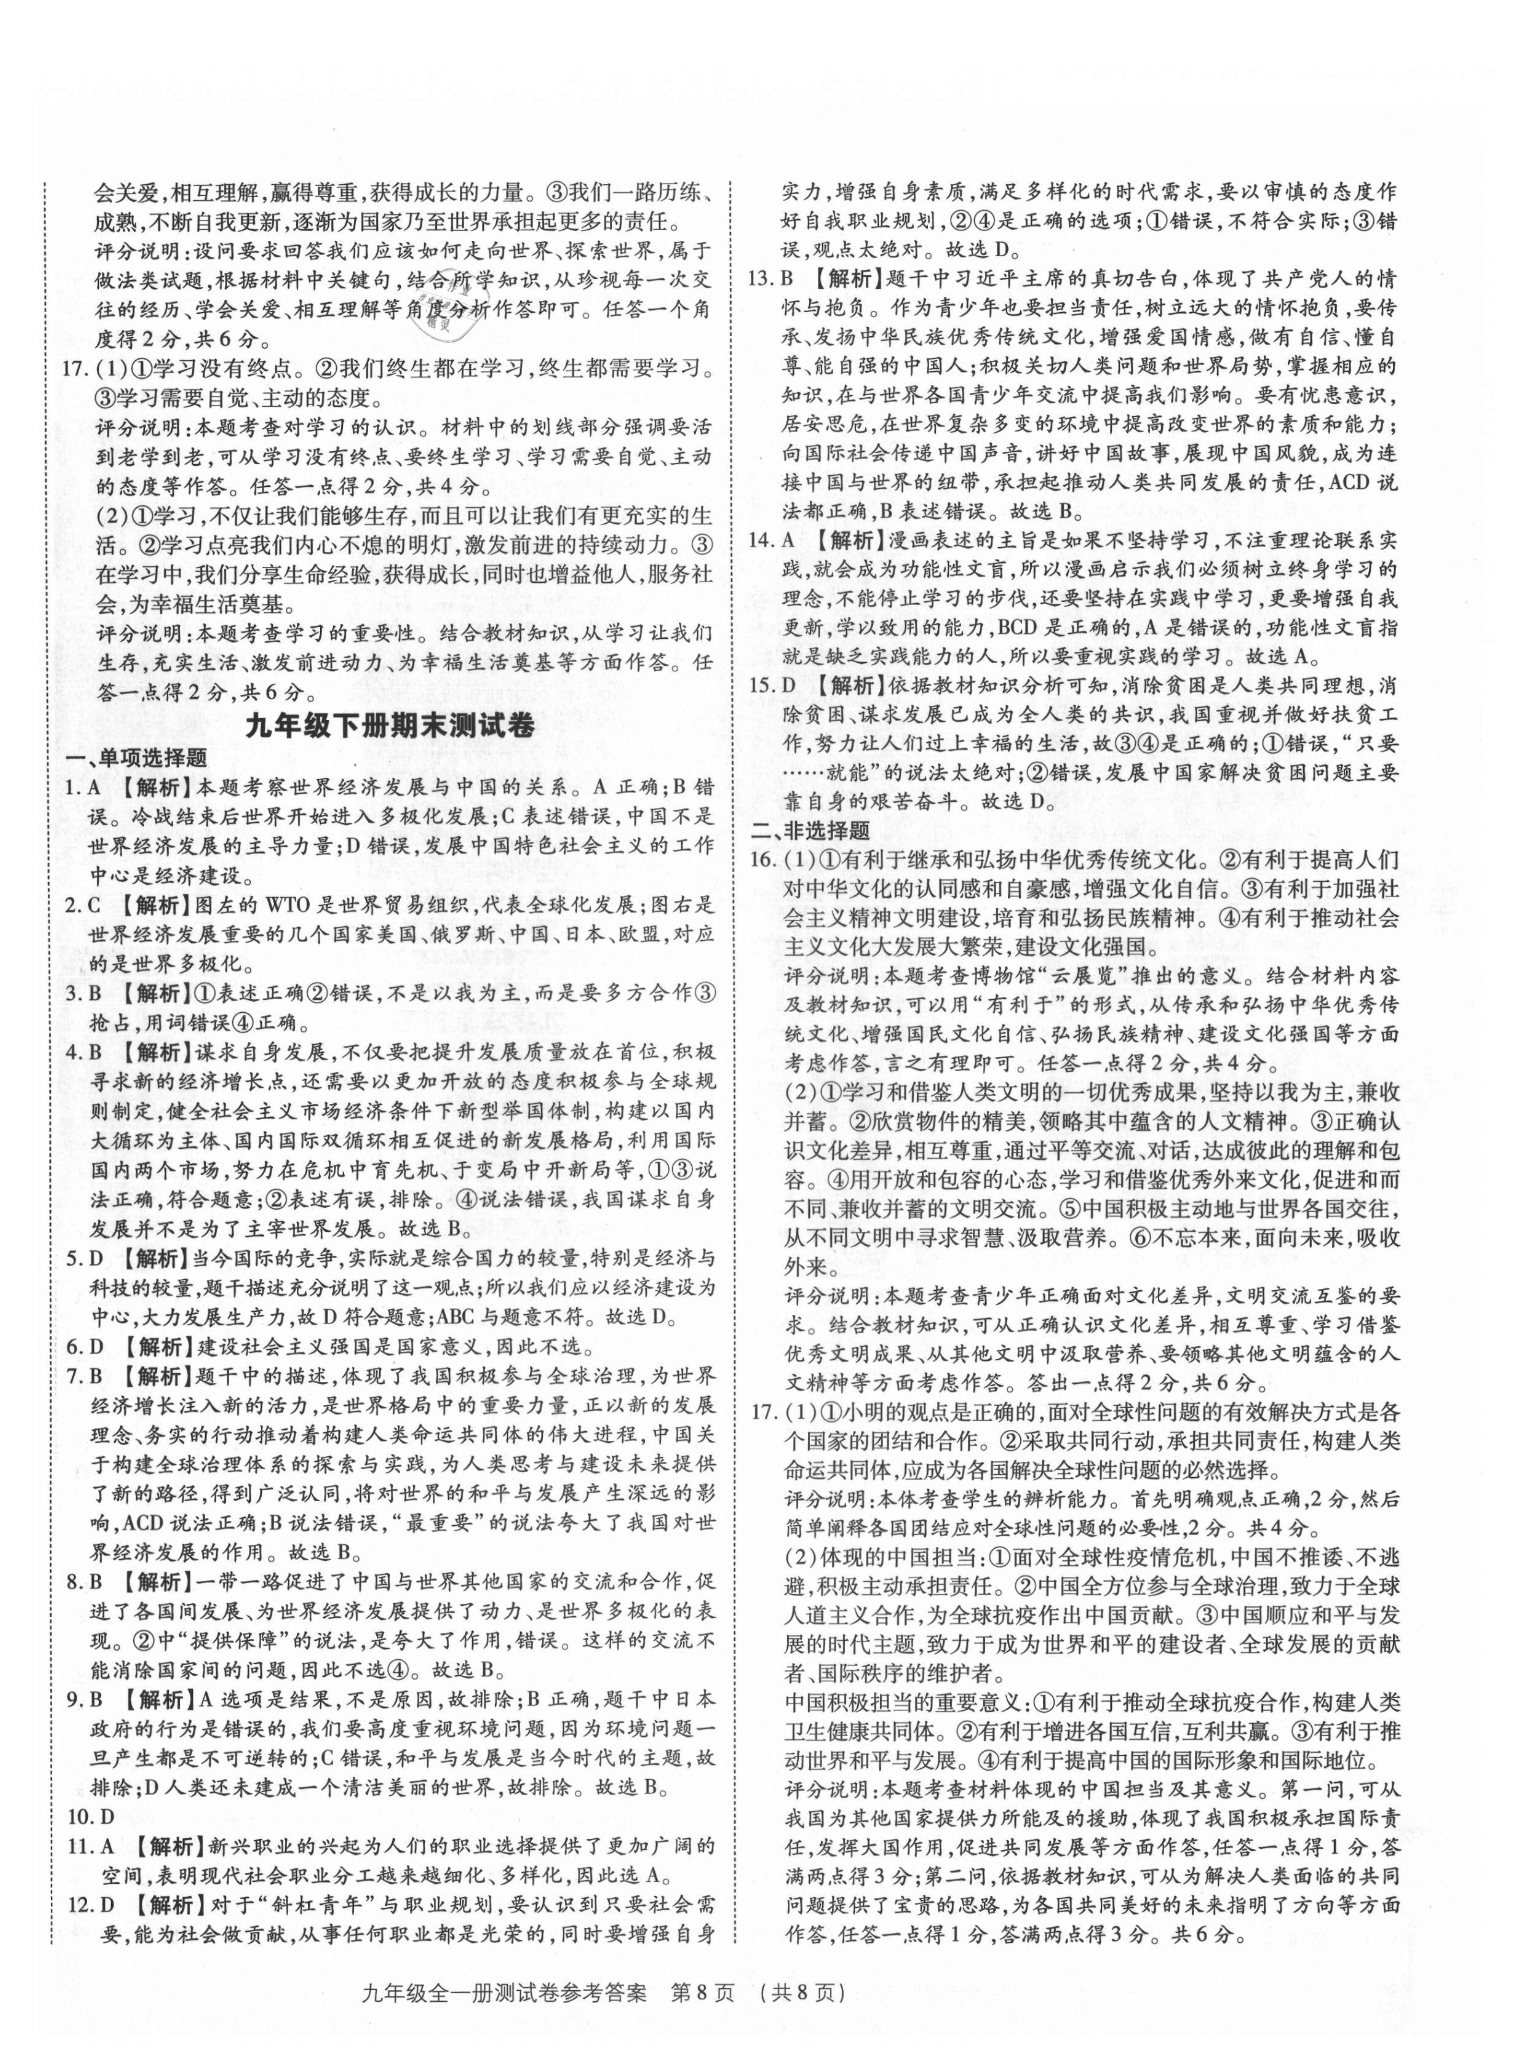 会关爱,相互理解,赢得尊重,获得成长的力量。③我们一路历练、
成熟,不断自我更新,逐渐为国家乃至世界承担起更多的责任。
评分说明:设问要求回答我们应该如何走向世界、探索世界,属于
做法类试题,根据材料中关键句,结合所学知识,从珍视每一次交
往的经历、学会关爱、相互理解等角度分析作答即可。任答一个角
度得2分,共6分。
17. (1)①学习没有终点。②我们终生都在学习,终生都需要学习。
③学习需要自觉、主动的态度。
评分说明:本题考查对学习的认识。材料中的划线部分强调要活
到老学到老,可从学习没有终点、要终生学习、学习需要自觉、主动
的态度等作答。任答一点得2分,共4分。
(2)①学习,不仅让我们能够生存,而且可以让我们有更充实的生
活。②学习点亮我们内心不熄的明灯,激发前进的持续动力。③
在学习中,我们分享生命经验,获得成长,同时也增益他人,服务社
会,为幸福生活奠基。
评分说明:本题考查学习的重要性。结合教材知识,从学习让我们
生存,充实生活、激发前进动力、为幸福生活奠基等方面作答。任
答一点得2分,共6分。
九年级下册期末测试卷
一、单项选择题
1. A 【解析】本题考察世界经济发展与中国的关系。A 正确;B 错
误。冷战结束后世界开始进入多极化发展;C 表述错误,中国不是
世界经济发展的主导力量;D 错误,发展中国特色社会主义的工作
中心是经济建设。
2. C 【解析】图左的 WTO 是世界贸易组织,代表全球化发展;图右是
世界经济发展重要的几个国家美国、俄罗斯、中国、日本、欧盟,对应
的是世界多极化。
3. B 【解析】①表述正确②错误,不是以我为主,而是要多方合作③
抢占,用词错误④正确。
4. B 【解析】谋求自身发展,不仅要把提升发展质量放在首位,积极
寻求新的经济增长点,还需要以更加开放的态度积极参与全球规
则制定,健全社会主义市场经济条件下新型举国体制,构建以国内
大循环为主体、国内国际双循环相互促进的新发展格局,利用国际
国内两个市场,努力在危机中育先机、于变局中开新局等,①③说
法正确,符合题意;②表述有误,排除。④说法错误,我国谋求自身
发展并不是为了主宰世界发展。故选 B。
5. D 【解析】当今国际的竞争,实际就是综合国力的较量,特别是经济与
科技的较量,题干描述充分说明了这一观点;所以我们应以经济建设为
中心,大力发展生产力,故 D 符合题意;ABC 与题意不符。故选 D。
6. D 【解析】建设社会主义强国是国家意义,因此不选。
7. B 【解析】题干中的描述,体现了我国积极参与全球治理,为世界
经济增长注入新的活力,是世界格局中的重要力量,正以新的发展
理念、务实的行动推动着构建人类命运共同体的伟大进程,中国关
于构建全球治理体系的探索与实践,为人类思考与建设未来提供
了新的路径,得到广泛认同,将对世界的和平与发展产生深远的影
响,ACD 说法正确;B 说法错误,“最重要”的说法夸大了我国对世
界经济发展的作用。故选 B。
8. B 【解析】一带一路促进了中国与世界其他国家的交流和合作,促
进了各国间发展、为世界经济发展提供了动力、是世界多极化的表
现。②中“提供保障”的说法,是夸大了作用,错误。这样的交流不
能消除国家间的问题,因此不选④。故选 B。
9. B 【解析】A 选项是结果,不是原因,故排除;B 正确,题干中日本
政府的行为是错误的,我们要高度重视环境问题,因为环境问题一
旦产生都是不可逆转的;C 错误,和平与发展是当今时代的主题,故
排除;D 人类还未建成一个清洁美丽的世界,故排除。故选 B。
10. D
11. A 【解析】新兴职业的兴起为人们的职业选择提供了更加广阔的
空间,表明现代社会职业分工越来越细化、多样化,因此选 A。
12. D 【解析】对于“斜杠青年”与职业规划,要认识到只要社会需
要,能为社会做贡献,从事任何职业都是光荣的,同时要增强自身
实力,增强自身素质,满足多样化的时代需求,要以审慎的态度作
好自我职业规划,②④是正确的选项;①错误,不符合实际;③错
误,观点太绝对。故选 D。
13. B 【解析】题干中习近平主席的真切告白,体现了共产党人的情
怀与抱负。作为青少年也要担当责任,树立远大的情怀抱负,要传
承、发扬中华民族优秀传统文化,增强爱国情感,做有自信、懂自
尊、能自强的中国人;积极关切人类问题和世界局势,掌握相应的
知识,在与世界各国青少年交流中提高我们影响。要有忧患意识,
居安思危,在世界复杂多变的环境中提高改变世界的素质和能力;
向国际社会传递中国声音,讲好中国故事,展现中国风貌,成为连
接中国与世界的纽带,承担起推动人类共同发展的责任,ACD 说
法都正确,B 表述错误。故选 B。
14. A 【解析】漫画表述的主旨是如果不坚持学习,不注重理论联系实
践,就会成为功能性文盲,所以漫画启示我们必须树立终身学习的
理念,不能停止学习的步伐,还要坚持在实践中学习,更要增强自我
更新,学以致用的能力,BCD 是正确的,A 是错误的,功能性文盲指
就是缺乏实践能力的人,所以要重视实践的学习。故选 A。
15. D 【解析】依据教材知识分析可知,消除贫困是人类共同理想,消
除贫困、谋求发展已成为全人类的共识,我国重视并做好扶贫工
作,努力让人们过上幸福的生活,故③④是正确的;①错误,“只要
……就能”的说法太绝对;②错误,发展中国家解决贫困问题主要
靠自身的艰苦奋斗。故选 D。
二、非选择题
16. (1)①有利于继承和弘扬中华优秀传统文化。②有利于提高人们
对中华文化的认同感和自豪感,增强文化自信。③有利于加强社
会主义精神文明建设,培育和弘扬民族精神。④有利于推动社会
主义文化大发展大繁荣,建设文化强国。
评分说明:本题考查博物馆“云展览”推出的意义。结合材料内容
及教材知识,可以用“有利于”的形式,从传承和弘扬中华优秀传
统文化、增强国民文化自信、弘扬民族精神、建设文化强国等方面
考虑作答,言之有理即可。任答一点得2分,共4分。
(2)①学习和借鉴人类文明的一切优秀成果,坚持以我为主,兼收
并蓄。②欣赏物件的精美,领略其中蕴含的人文精神。③正确认
识文化差异,相互尊重,通过平等交流、对话,达成彼此的理解和包
容。④用开放和包容的心态,学习和借鉴优秀外来文化,促进和而
不同、兼收并蓄的文明交流。⑤中国积极主动地与世界各国交往,
从不同文明中寻求智慧、汲取营养。⑥不忘本来,面向未来,吸收
外来。
评分说明:本题考查青少年正确面对文化差异,文明交流互鉴的要
求。结合教材知识,可从正确认识文化差异,相互尊重、学习借鉴
优秀文明成果、从其他文明中汲取营养、要领略其他文明蕴含的人
文精神等方面考虑作答。答出一点得2分,共6分。
17. (1)①小明的观点是正确的,面对全球性问题的有效解决方式是各
个国家的团结和合作。②采取共同行动,承担共同责任,构建人类
命运共同体,应成为各国解决全球性问题的必然选择。
评分说明:本体考查学生的辨析能力。首先明确观点正确,2分,然后
简单阐释各国团结应对全球性问题的必要性,2分。共4分。
(2)体现的中国担当:①面对全球性疫情危机,中国不推诿、不逃
避,积极主动承担责任。②中国全方位参与全球治理,致力于全球
人道主义合作,为全球抗疫作出中国贡献。③中国顺应和平与发
展的时代主题,致力于成为世界和平的建设者、全球发展的贡献
者、国际秩序的维护者。
中国积极担当的重要意义:①有利于推动全球抗疫合作,构建人类
卫生健康共同体。②有利于增进各国互信,互利共赢。③有利于推
动世界和平与发展。④有利于提高中国的国际形象和国际地位。
评分说明:本题考查材料体现的中国担当及其意义。第一问,可从
我国为其他国家提供力所能及的援助,体现了我国积极承担国际责
任,发挥大国作用,促进共同发展等方面作答,任答一点得1分,答
满两点得3分;第二问,依据教材知识,可从为解决人类面临的共同
问题提供了宝贵的思路,为各国共同美好的未来指明了方向等方面
作答,任答一点得1分,答满两点得3分。共6分。
九年级全一册测试卷参考答案 第8页 (共8页)